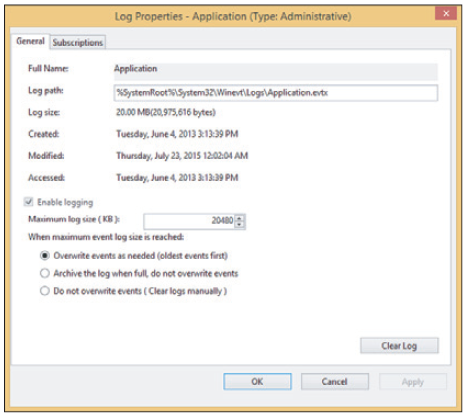 Log Properties - Application (Type: Administrative)
General Subscriptions
Full Name: Application
Log path: %SystemRoot%\System32\Winevt\Logs\Application.evtx
Log size: 20.00 MB(20,975,616 bytes)
Created: Tuesday, June 4, 2013 3:13:39 PM
Modified: Thursday, July 23, 2015 12:02:04 AM
Accessed: Tuesday, June 4, 2013 3:13:39 PM
Enable logging
Maximum log size ( KB ): 20480
When maximum event log size is reached:
Overwrite events as needed (oldest events first)
Archive the log when full, do not overwrite events
Do not overwrite events ( Clear logs manually )
Clear Log
OK Cancel Apply